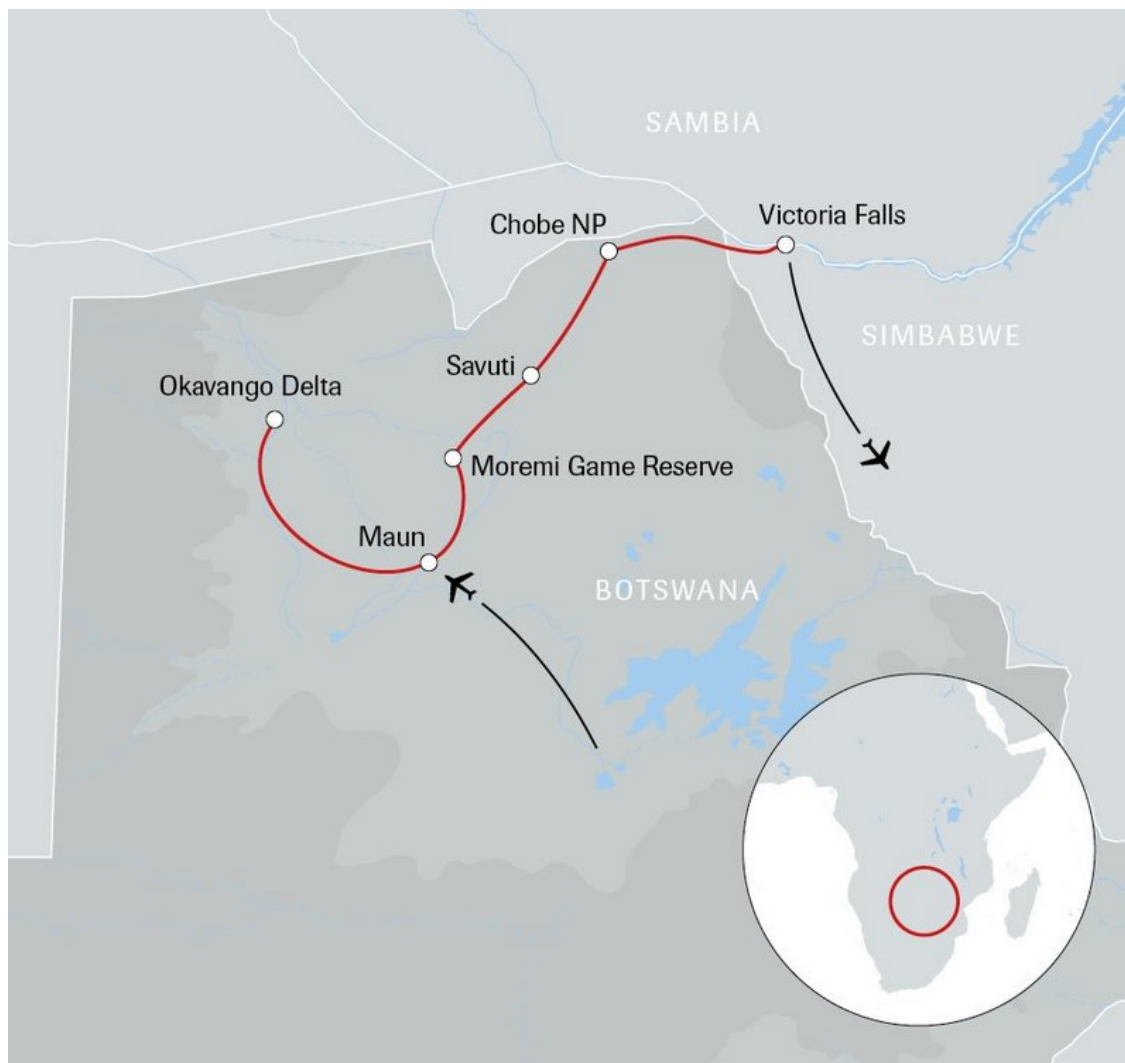 SAMBIA
Victoria Falls
Chobe NP
SIMBABWE
Savuti
Okavango Delta
Moremi Game Reserve
Maun
BOTSWANA